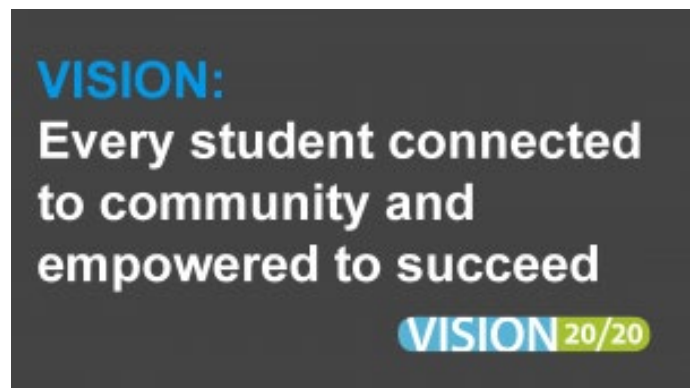 VISION:
Every student connected
to community and
empowered to succeed
VISION 20/20